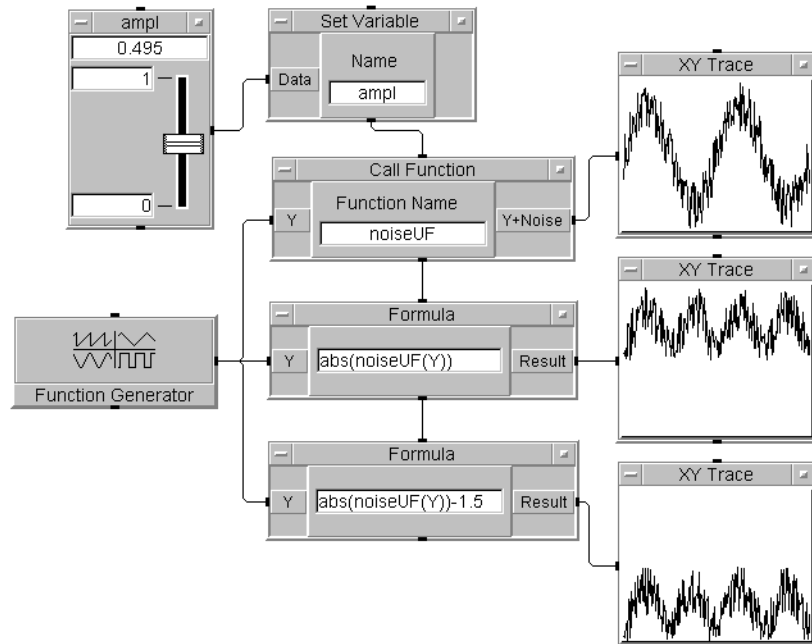 ampl
0.495
1
0
Set Variable
Data
Name
ampl
Call Function
Y
Function Name
noiseUF
Y+Noise
XY Trace
Function Generator
Formula
Y
abs(noiseUF(Y))
Result
XY Trace
Formula
Y
abs(noiseUF(Y))-1.5
Result
XY Trace